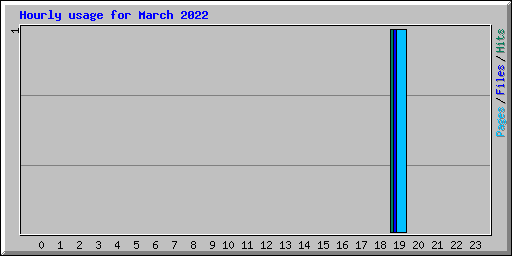 Hourly usage for March 2022
1
Pages/Files/Hits
0 1 2 3 4 5 6 7 8 9 10 11 12 13 14 15 16 17 18 19 20 21 22 23